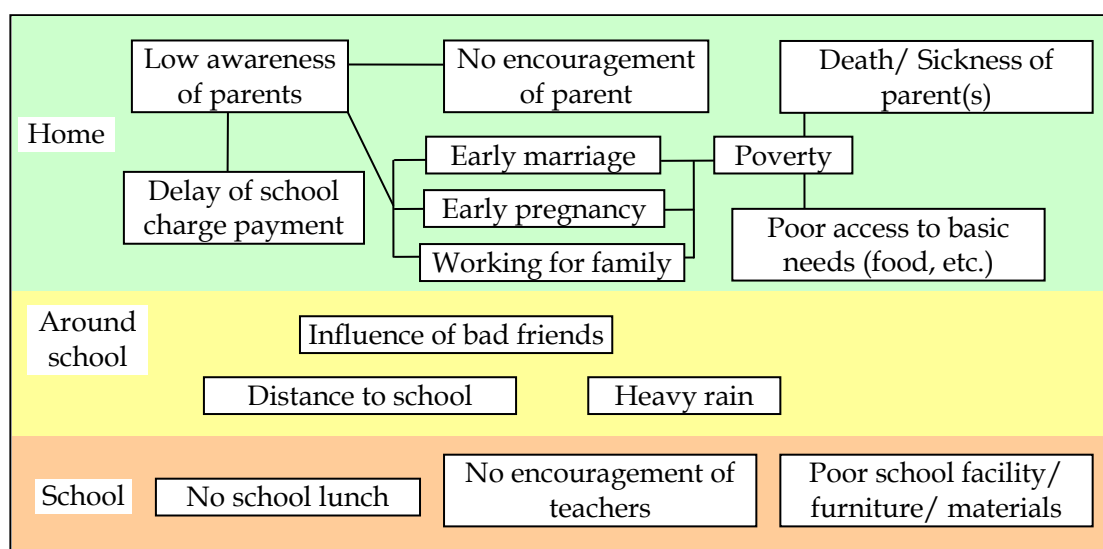 Home
Low awareness
of parents
No encouragement
of parent
Death/ Sickness of
parent(s)
Early marriage
Poverty
Delay of school
charge payment
Early pregnancy
Working for family
Poor access to basic
needs (food, etc.)
Around
school
Influence of bad friends
Distance to school
Heavy rain
School
No school lunch
No encouragement of
teachers
Poor school facility/
furniture/ materials